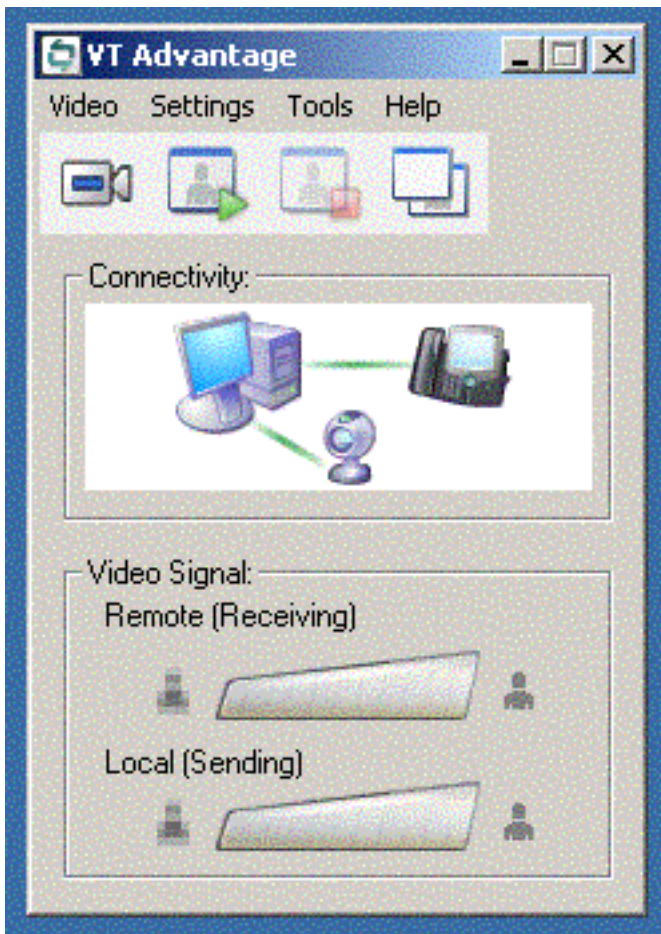 VT Advantage
Video Settings Tools Help
Connectivity:
Video Signal:
Remote (Receiving)
Local (Sending)